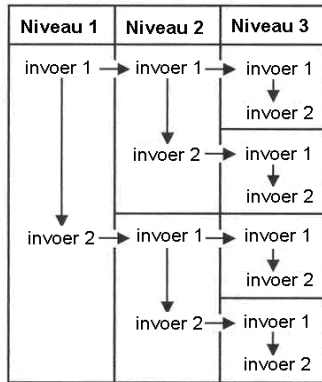 Niveau 1 Niveau 2 Niveau 3
invoer 1 invoer 1 invoer 1
invoer 2
invoer 2 invoer 1
invoer 2
invoer 2 invoer 1 invoer 1
invoer 2
invoer 2 invoer 1
invoer 2